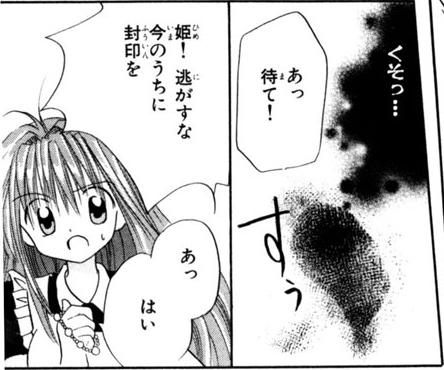 くそっ…
あっ
待て！
すぅ
姫！逃がすな
今のうちに
封印を
あっ
はい